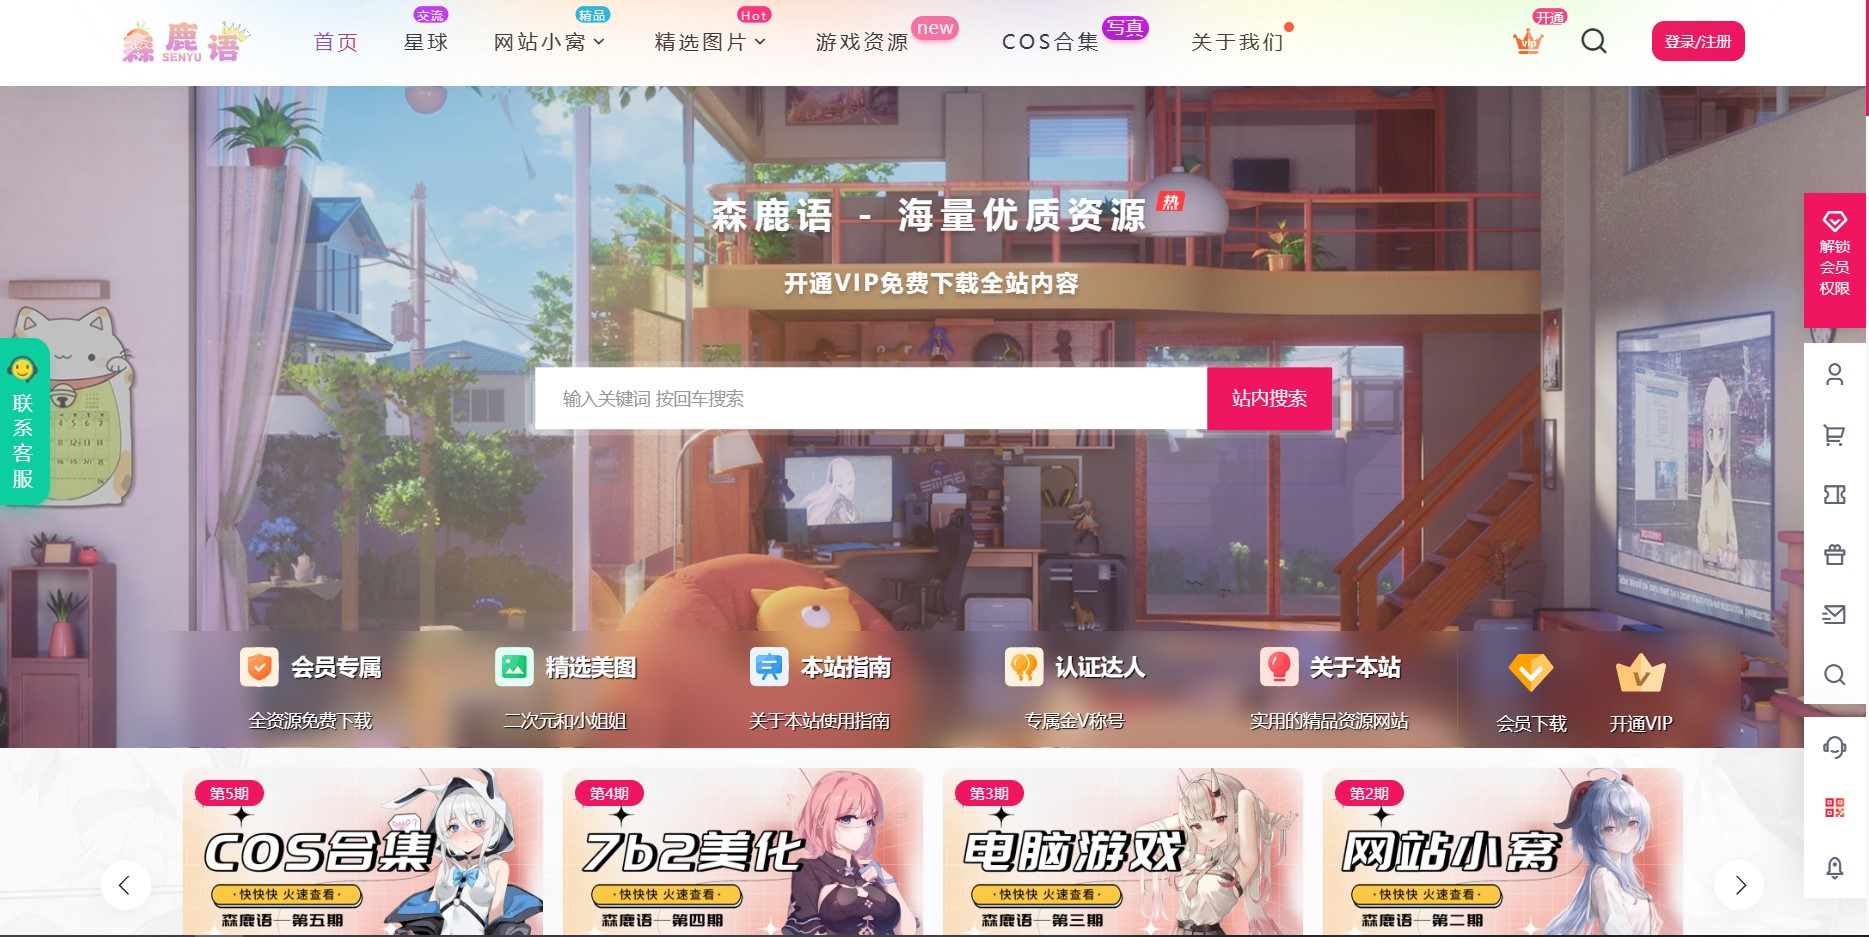 森鹿语
SENYU
首页
星球
交流
网站小窝
精品
精选图片
Hot
游戏资源
new
COS合集
写真
关于我们
vip
开通
登录/注册
森鹿语 - 海量优质资源
热
开通VIP免费下载全站内容
输入关键词 按回车搜索
站内搜索
联系客服
解锁
会员
权限
会员专属
全资源免费下载
精选美图
二次元和小姐姐
本站指南
关于本站使用指南
认证达人
专属金V称号
关于本站
实用的精品资源网站
会员下载
开通VIP
第5期
COS合集
·快快快 火速查看·
森鹿语—第五期
第4期
7b2美化
·快快快 火速查看·
森鹿语—第四期
第3期
电脑游戏
·快快快 火速查看·
森鹿语—第三期
第2期
网站小窝
·快快快 火速查看·
森鹿语—第二期